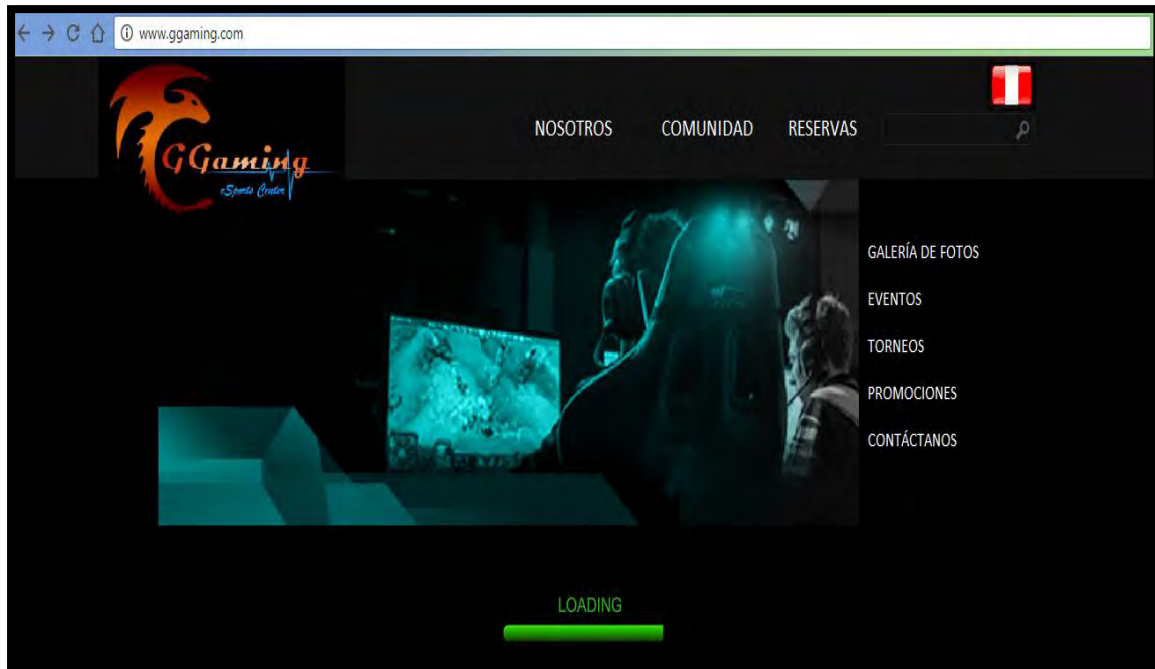 www.ggaming.com
GGaming
eSports Center
NOSOTROS COMUNIDAD RESERVAS
GALERÍA DE FOTOS
EVENTOS
TORNEOS
PROMOCIONES
CONTÁCTANOS
LOADING